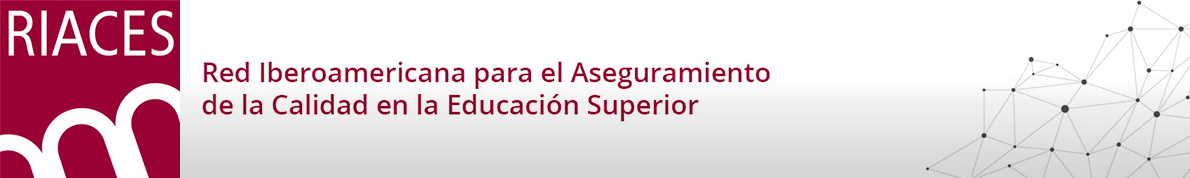 RIACES
Red Iberoamericana para el Aseguramiento
de la Calidad en la Educación Superior